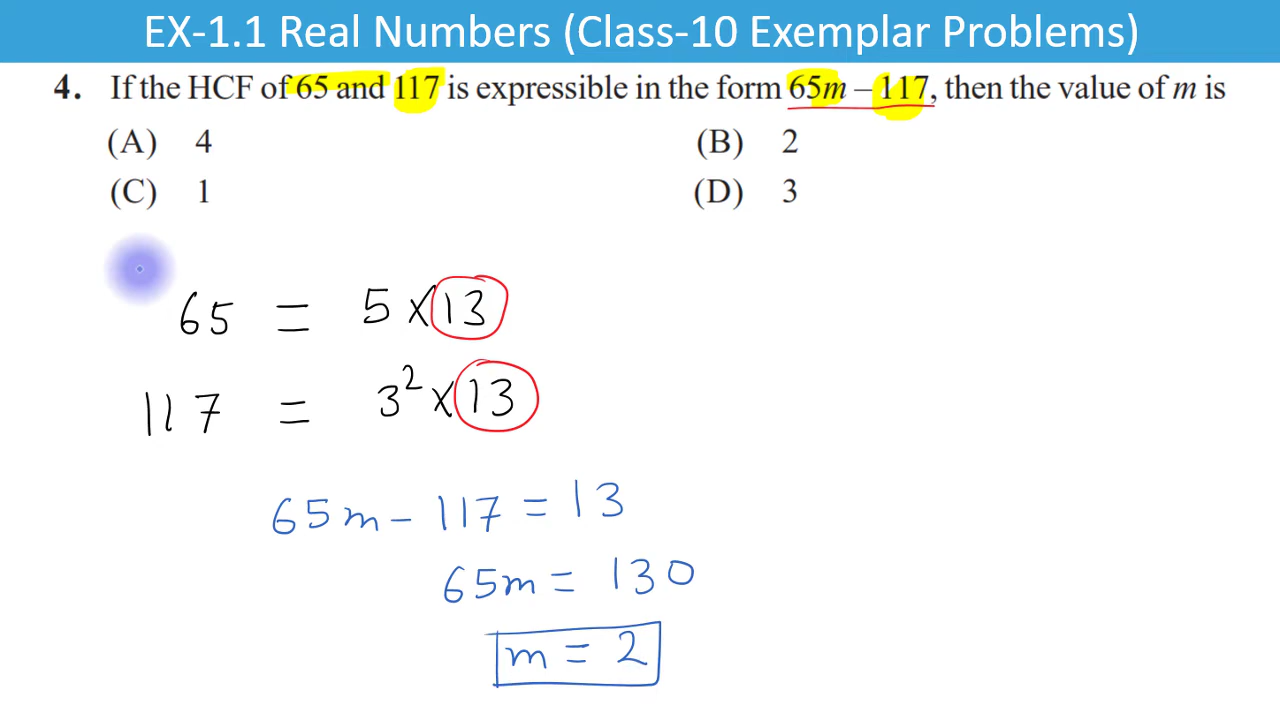 EX-1.1 Real Numbers (Class-10 Exemplar Problems)
4. If the HCF of 65 and 117 is expressible in the form 65m – 117, then the value of m is
(A) 4 (B) 2
(C) 1 (D) 3
65 = 5 × 13
117 = 3² × 13
65m – 117 = 13
65m = 130
m = 2